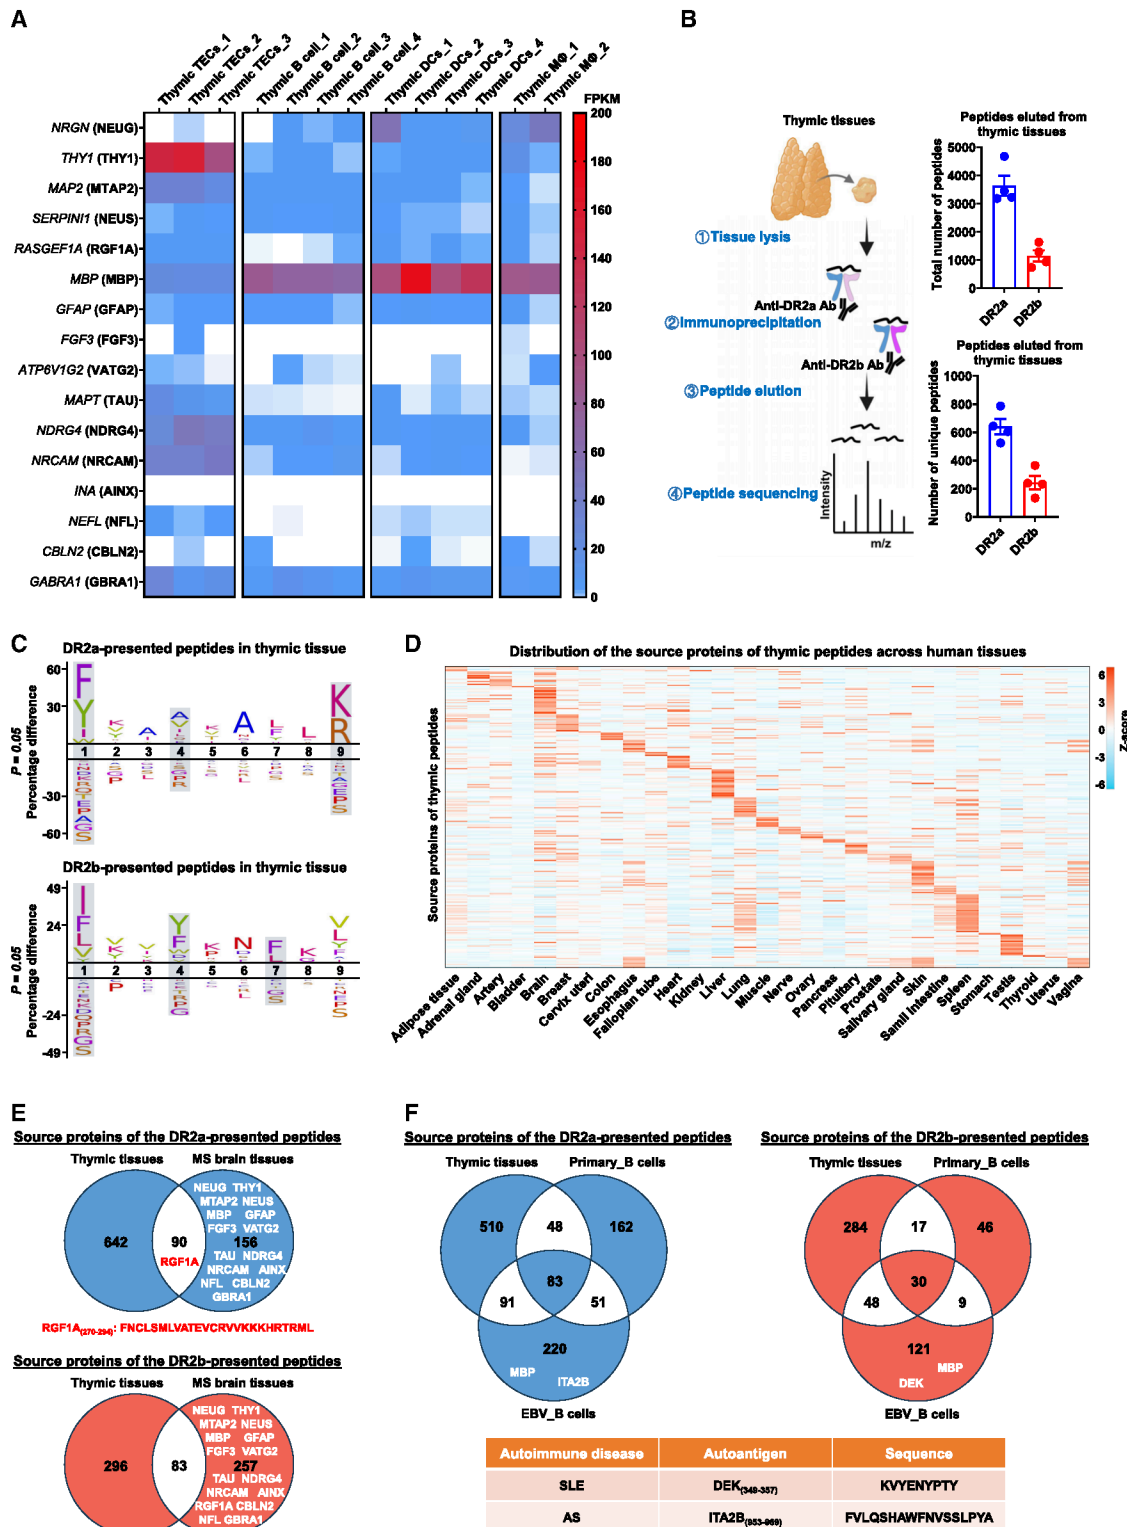 A
Thymic TECs_1
Thymic TECs_2
Thymic TECs_3
Thymic B cell_1
Thymic B cell_2
Thymic B cell_3
Thymic B cell_4
Thymic DCs_1
Thymic DCs_2
Thymic DCs_3
Thymic DCs_4
Thymic MΦ_1
Thymic MΦ_2
FPKM
NRGN (NEUG)
THY1 (THY1)
MAP2 (MTAP2)
SERPINI1 (NEUS)
RASGEF1A (RGF1A)
MBP (MBP)
GFAP (GFAP)
FGF3 (FGF3)
ATP6V1G2 (VATG2)
MAPT (TAU)
NDRG4 (NDRG4)
NRCAM (NRCAM)
INA (AINX)
NEFL (NFL)
CBLN2 (CBLN2)
GABRA1 (GBRA1)
200
180
160
140
120
100
80
60
40
20
0
B
Thymic tissues
①Tissue lysis
Anti-DR2a Ab
②Immunoprecipitation
Anti-DR2b Ab
③Peptide elution
④Peptide sequencing
Intensity
m/z
Peptides eluted from
thymic tissues
Total number of peptides
5000
4000
3000
2000
1000
0
DR2a
DR2b
Peptides eluted from
thymic tissues
Number of unique peptides
1000
800
600
400
200
0
DR2a
DR2b
C
DR2a-presented peptides in thymic tissue
P = 0.05
Percentage difference
60
30
-30
-60
1 2 3 4 5 6 7 8 9
DR2b-presented peptides in thymic tissue
P = 0.05
Percentage difference
49
24
-24
-49
1 2 3 4 5 6 7 8 9
D
Distribution of the source proteins of thymic peptides across human tissues
Source proteins of thymic peptides
6
3
0
-3
-6
Z-score
Adipose tissue
Adrenal gland
Artery
Bladder
Brain
Breast
Cervix uteri
Colon
Esophagus
Fallopian tube
Heart
Kidney
Liver
Lung
Muscle
Nerve
Ovary
Pancreas
Pituitary
Prostate
Salivary gland
Skin
Samll Intestine
Spleen
Stomach
Testis
Thyroid
Uterus
Vagina
E
Source proteins of the DR2a-presented peptides
Thymic tissues MS brain tissues
NEUG THY1
MTAP2 NEUS
MBP GFAP
FGF3 VATG2
642 90 156
RGF1A
TAU NDRG4
NRCAM AINX
NFL CBLN2
GBRA1
RGF1A(270-294): FNCLSMLVATEVCRVVKKKHRTRML
Source proteins of the DR2b-presented peptides
Thymic tissues MS brain tissues
NEUG THY1
MTAP2 NEUS
MBP GFAP
FGF3 VATG2
296 83 257
TAU NDRG4
NRCAM AINX
RGF1A CBLN2
NFL GBRA1
F
Source proteins of the DR2a-presented peptides
Thymic tissues Primary_B cells
510 48 162
83
91 51
220
MBP ITA2B
EBV_B cells
Source proteins of the DR2b-presented peptides
Thymic tissues Primary_B cells
284 17 46
30
48 9
121
MBP
DEK
EBV_B cells
Autoimmune disease Autoantigen Sequence
SLE DEK(349-357) KVYENYPTY
AS ITA2B(953-969) FVLQSHAWFNVSSLPYA